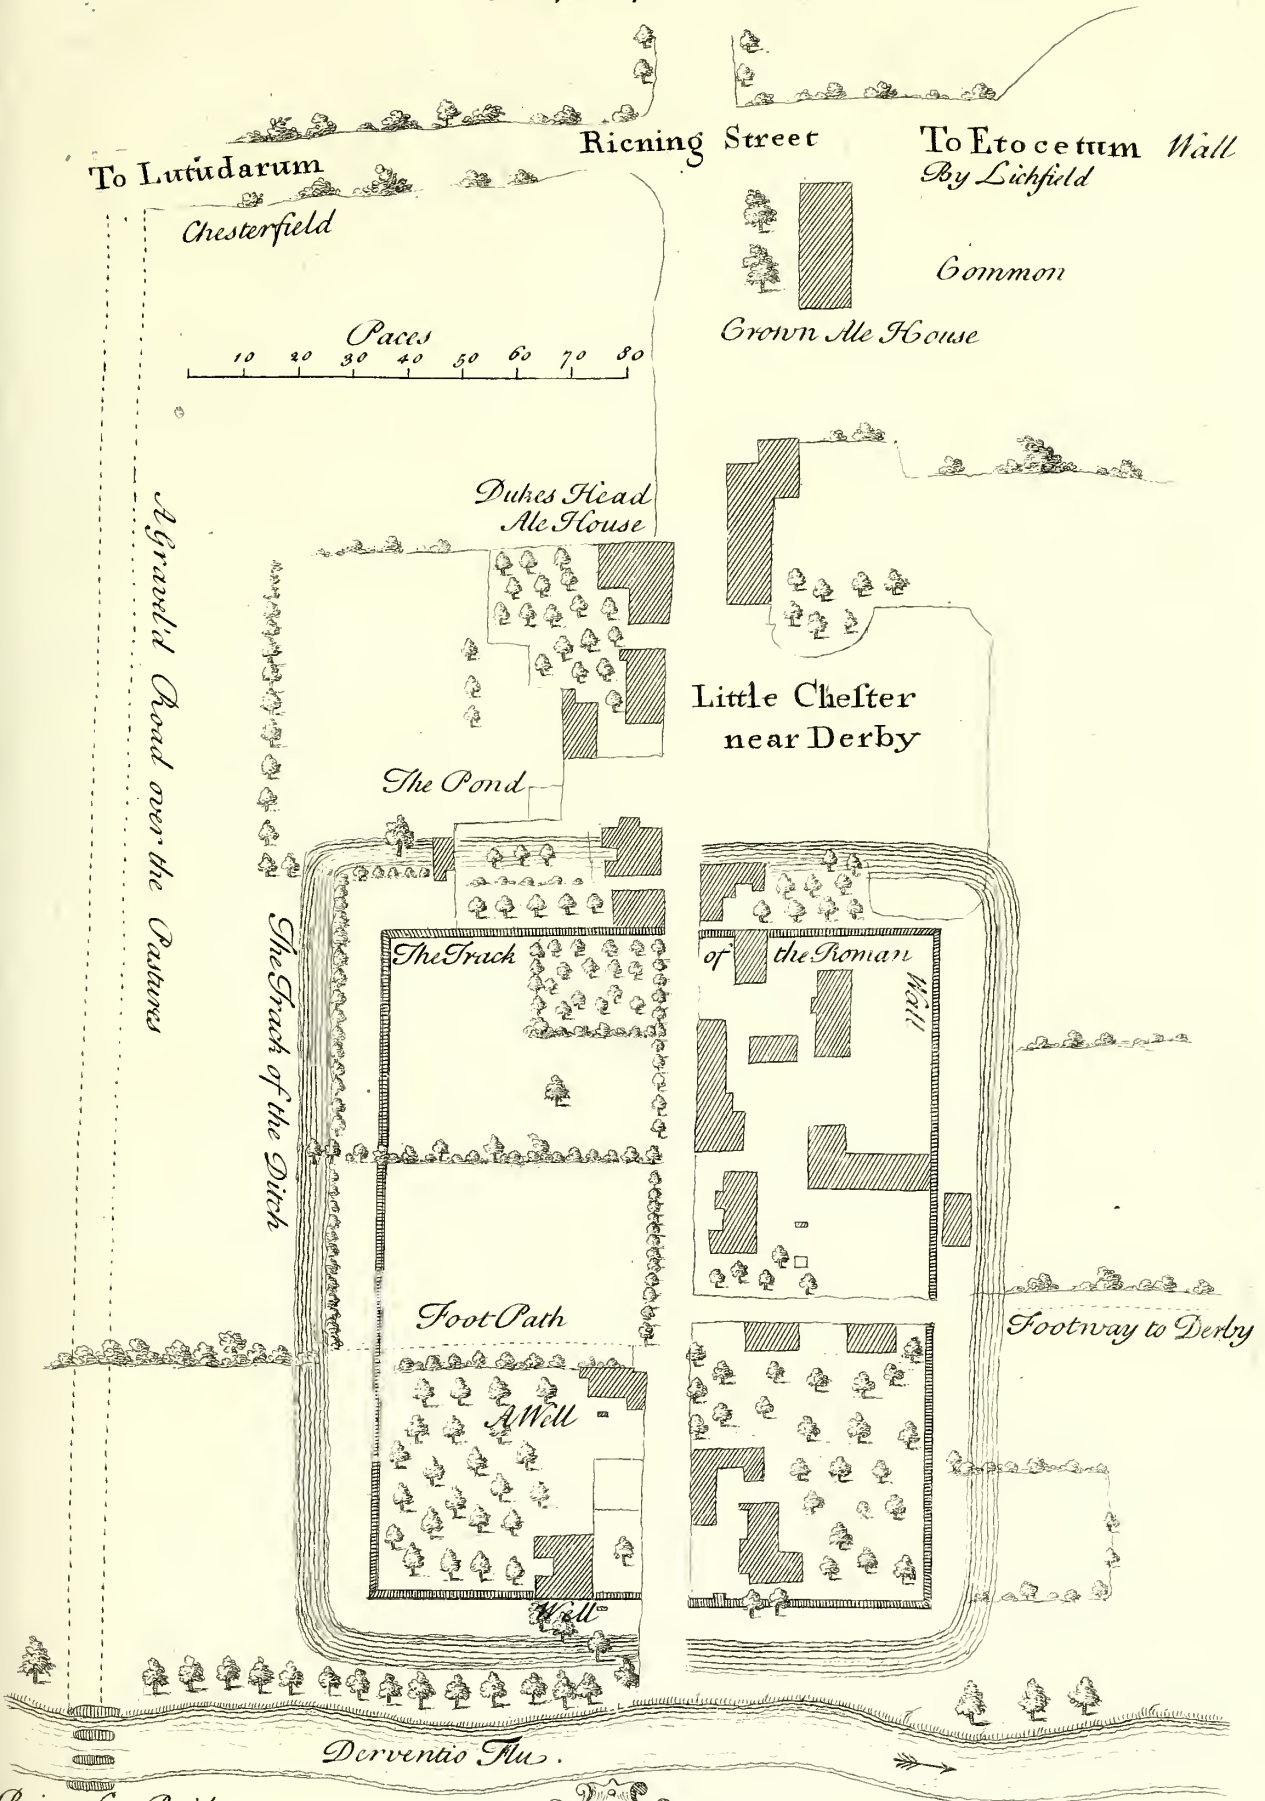 Ricning Street
To Etocetum Wall
By Lichfield
To Lutudarum
Chesterfield
Common
Crown Ale House
Paces
10 20 30 40 50 60 70 80
Dukes Head
Ale House
A Gravel'd Road over the Pastures
Little Cheſter
near Derby
The Pond
The Track of the Ditch
The Track of the Roman
Wall
Foot Path
Footway to Derby
A Well
Well
Derventio Flu.